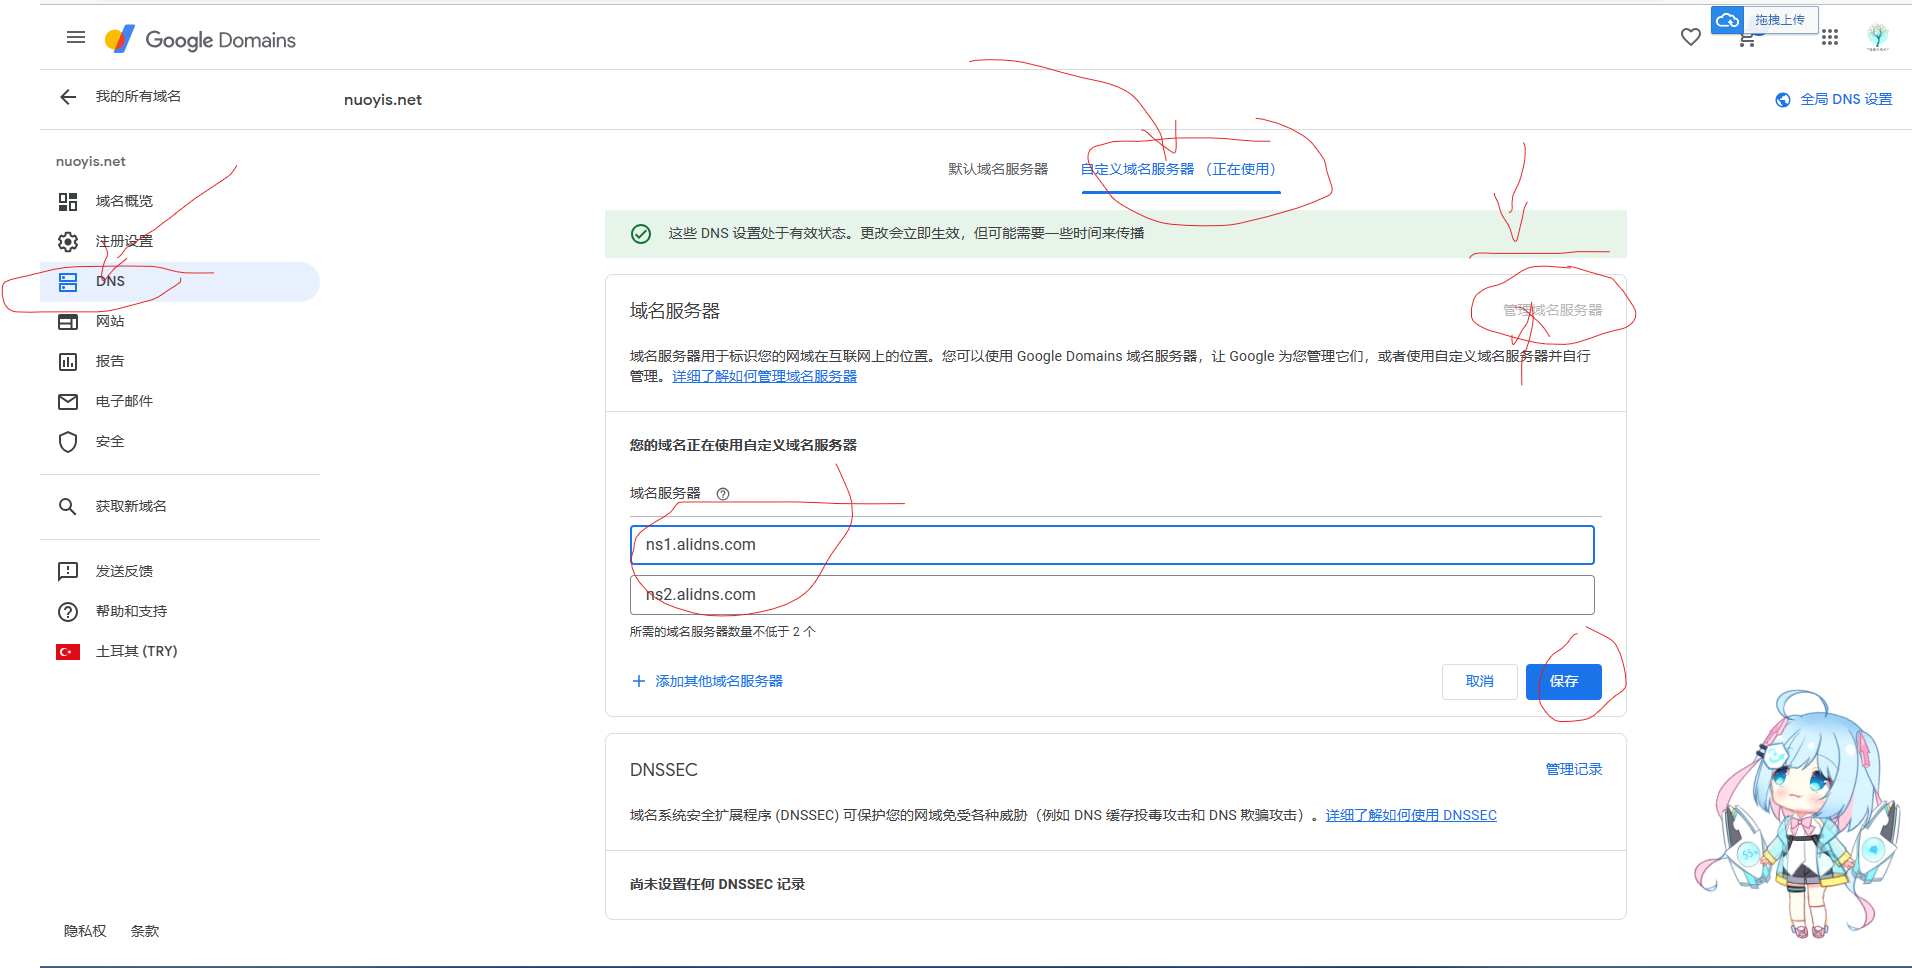 Google Domains
拖拽上传
我的所有域名
nuoyis.net
全局 DNS 设置
nuoyis.net
域名概览
注册设置
DNS
网站
报告
电子邮件
安全
获取新域名
发送反馈
帮助和支持
土耳其 (TRY)
隐私权 条款
默认域名服务器
自定义域名服务器 （正在使用）
这些 DNS 设置处于有效状态。更改会立即生效，但可能需要一些时间来传播
域名服务器
管理域名服务器
域名服务器用于标识您的网域在互联网上的位置。您可以使用 Google Domains 域名服务器，让 Google 为您管理它们，或者使用自定义域名服务器并自行
管理。详细了解如何管理域名服务器
您的域名正在使用自定义域名服务器
域名服务器
ns1.alidns.com
ns2.alidns.com
所需的域名服务器数量不低于 2 个
添加其他域名服务器
取消
保存
DNSSEC
管理记录
域名系统安全扩展程序 (DNSSEC) 可保护您的网域免受各种威胁（例如 DNS 缓存投毒攻击和 DNS 欺骗攻击）。详细了解如何使用 DNSSEC
尚未设置任何 DNSSEC 记录